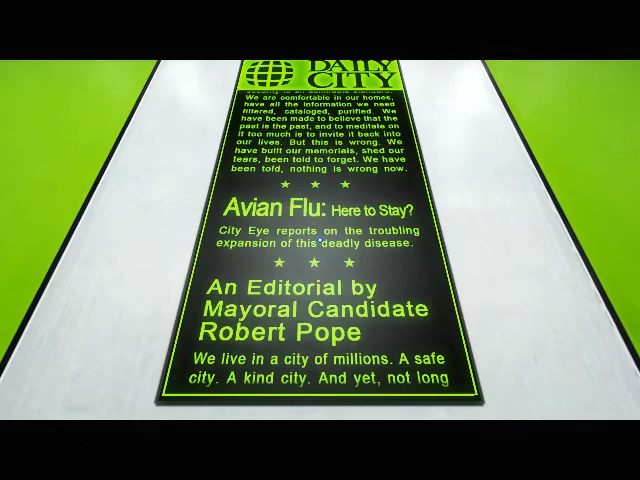 DAILY
CITY
security to an admirable standard.
We are comfortable in our homes,
have all the information we need
filtered, cataloged, purified. We
have been made to believe that the
past is the past, and to meditate on
it too much is to invite it back into
our lives. But this is wrong. We
have built our memorials, shed our
tears, been told to forget. We have
been told, nothing is wrong now.
Avian Flu: Here to Stay?
City Eye reports on the troubling
expansion of this deadly disease.
An Editorial by
Mayoral Candidate
Robert Pope
We live in a city of millions. A safe
city. A kind city. And yet, not long